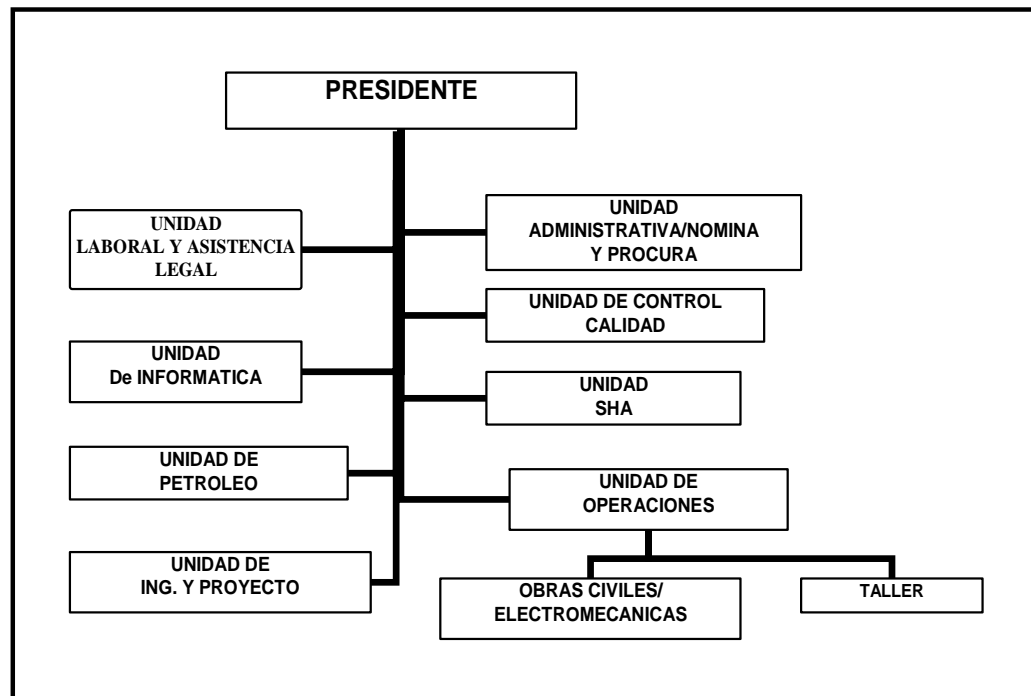 PRESIDENTE
UNIDAD
LABORAL Y ASISTENCIA
LEGAL
UNIDAD
ADMINISTRATIVA/NOMINA
Y PROCURA
UNIDAD DE CONTROL
CALIDAD
UNIDAD
De INFORMATICA
UNIDAD
SHA
UNIDAD DE
PETROLEO
UNIDAD DE
OPERACIONES
UNIDAD DE
ING. Y PROYECTO
OBRAS CIVILES/
ELECTROMECANICAS
TALLER